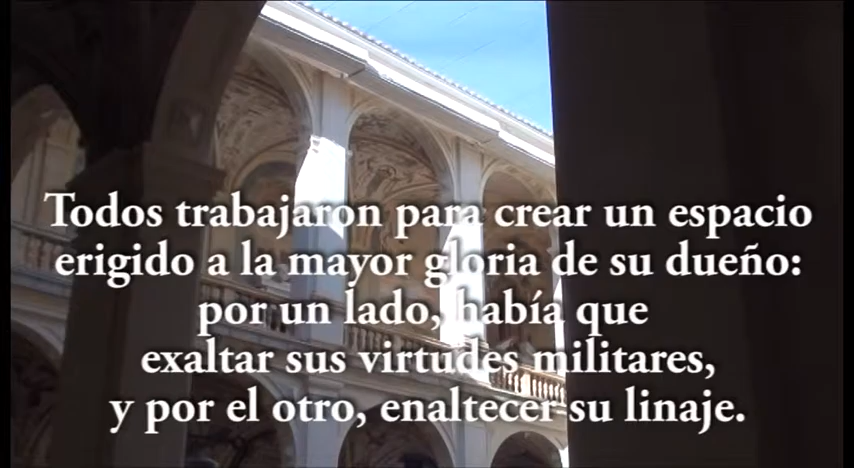 Todos trabajaron para crear un espacio
erigido a la mayor gloria de su dueño:
por un lado, había que
exaltar sus virtudes militares,
y por el otro, enaltecer su linaje.